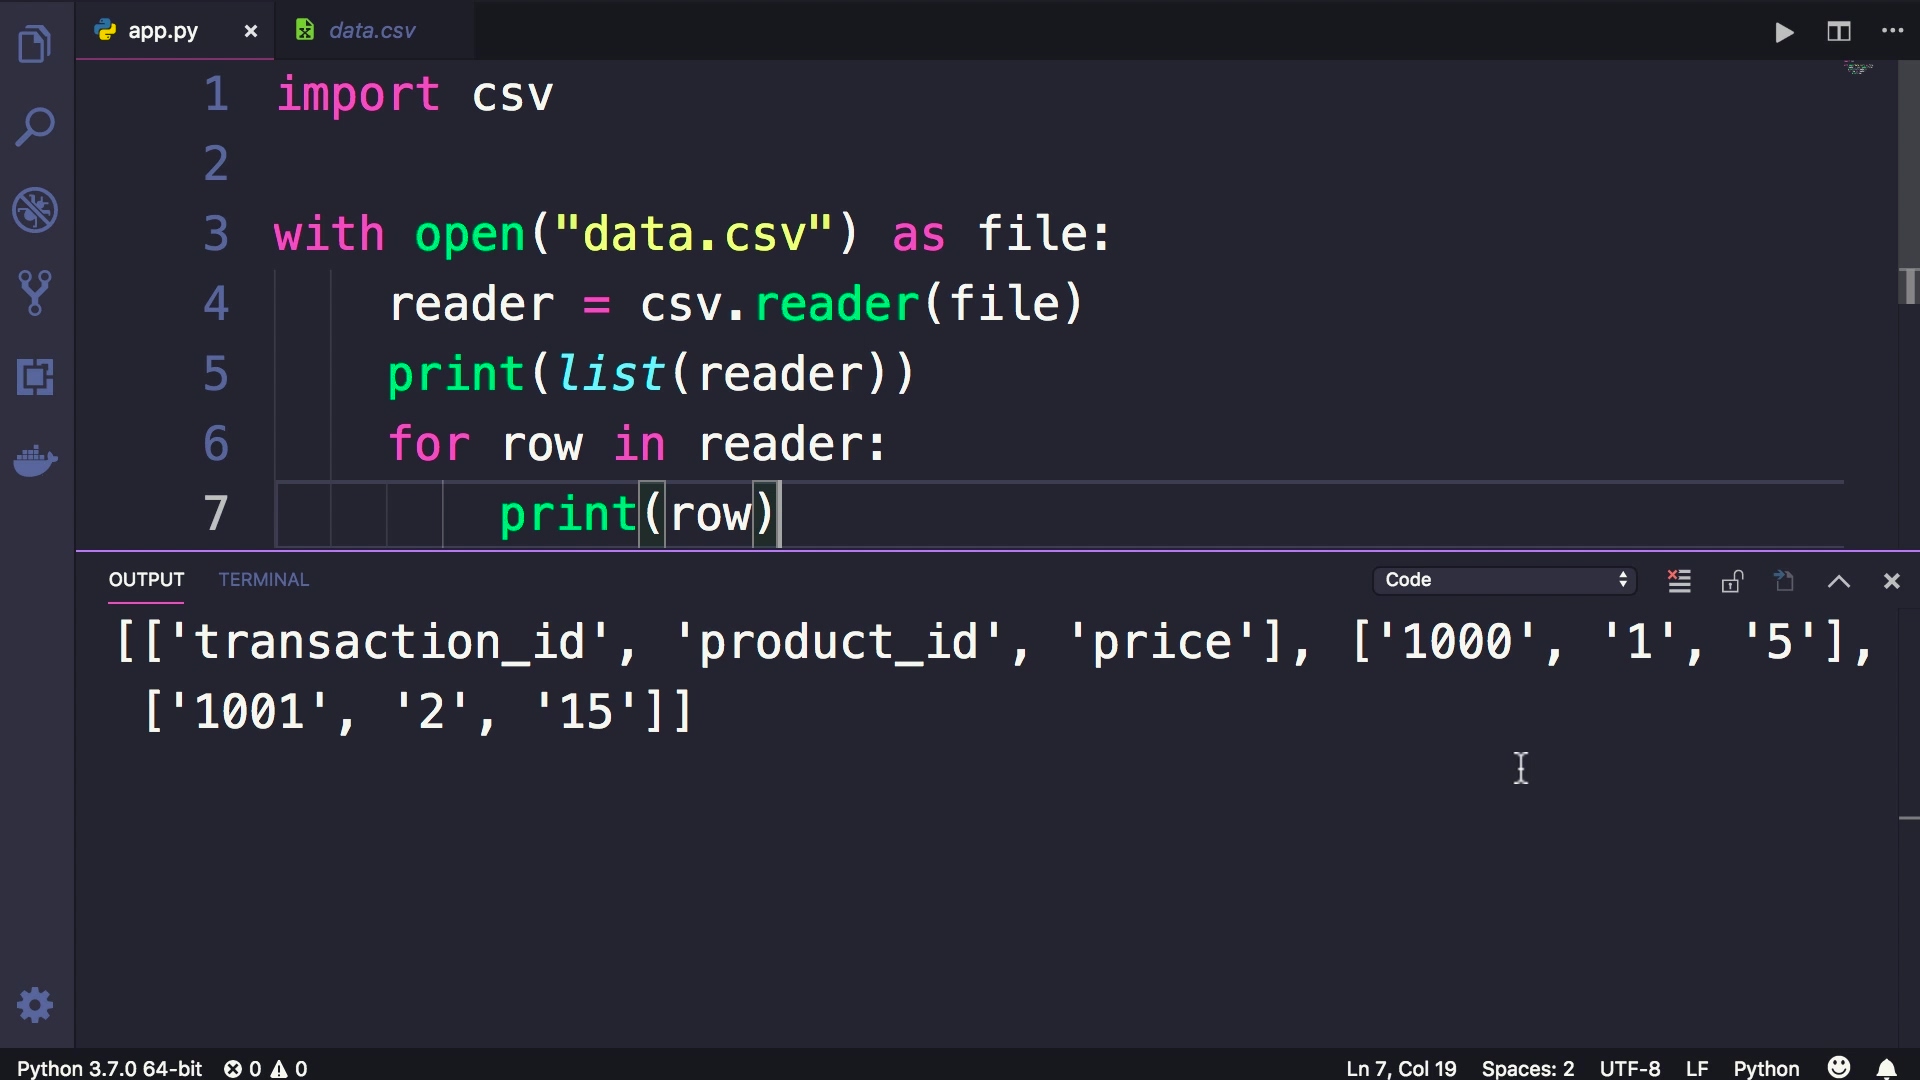 app.py
data.csv
1 import csv
2
3 with open("data.csv") as file:
4 reader = csv.reader(file)
5 print(list(reader))
6 for row in reader:
7 print(row)
OUTPUT TERMINAL Code
[['transaction_id', 'product_id', 'price'], ['1000', '1', '5'],
['1001', '2', '15']]
Python 3.7.0 64-bit 0 0 Ln 7, Col 19 Spaces: 2 UTF-8 LF Python